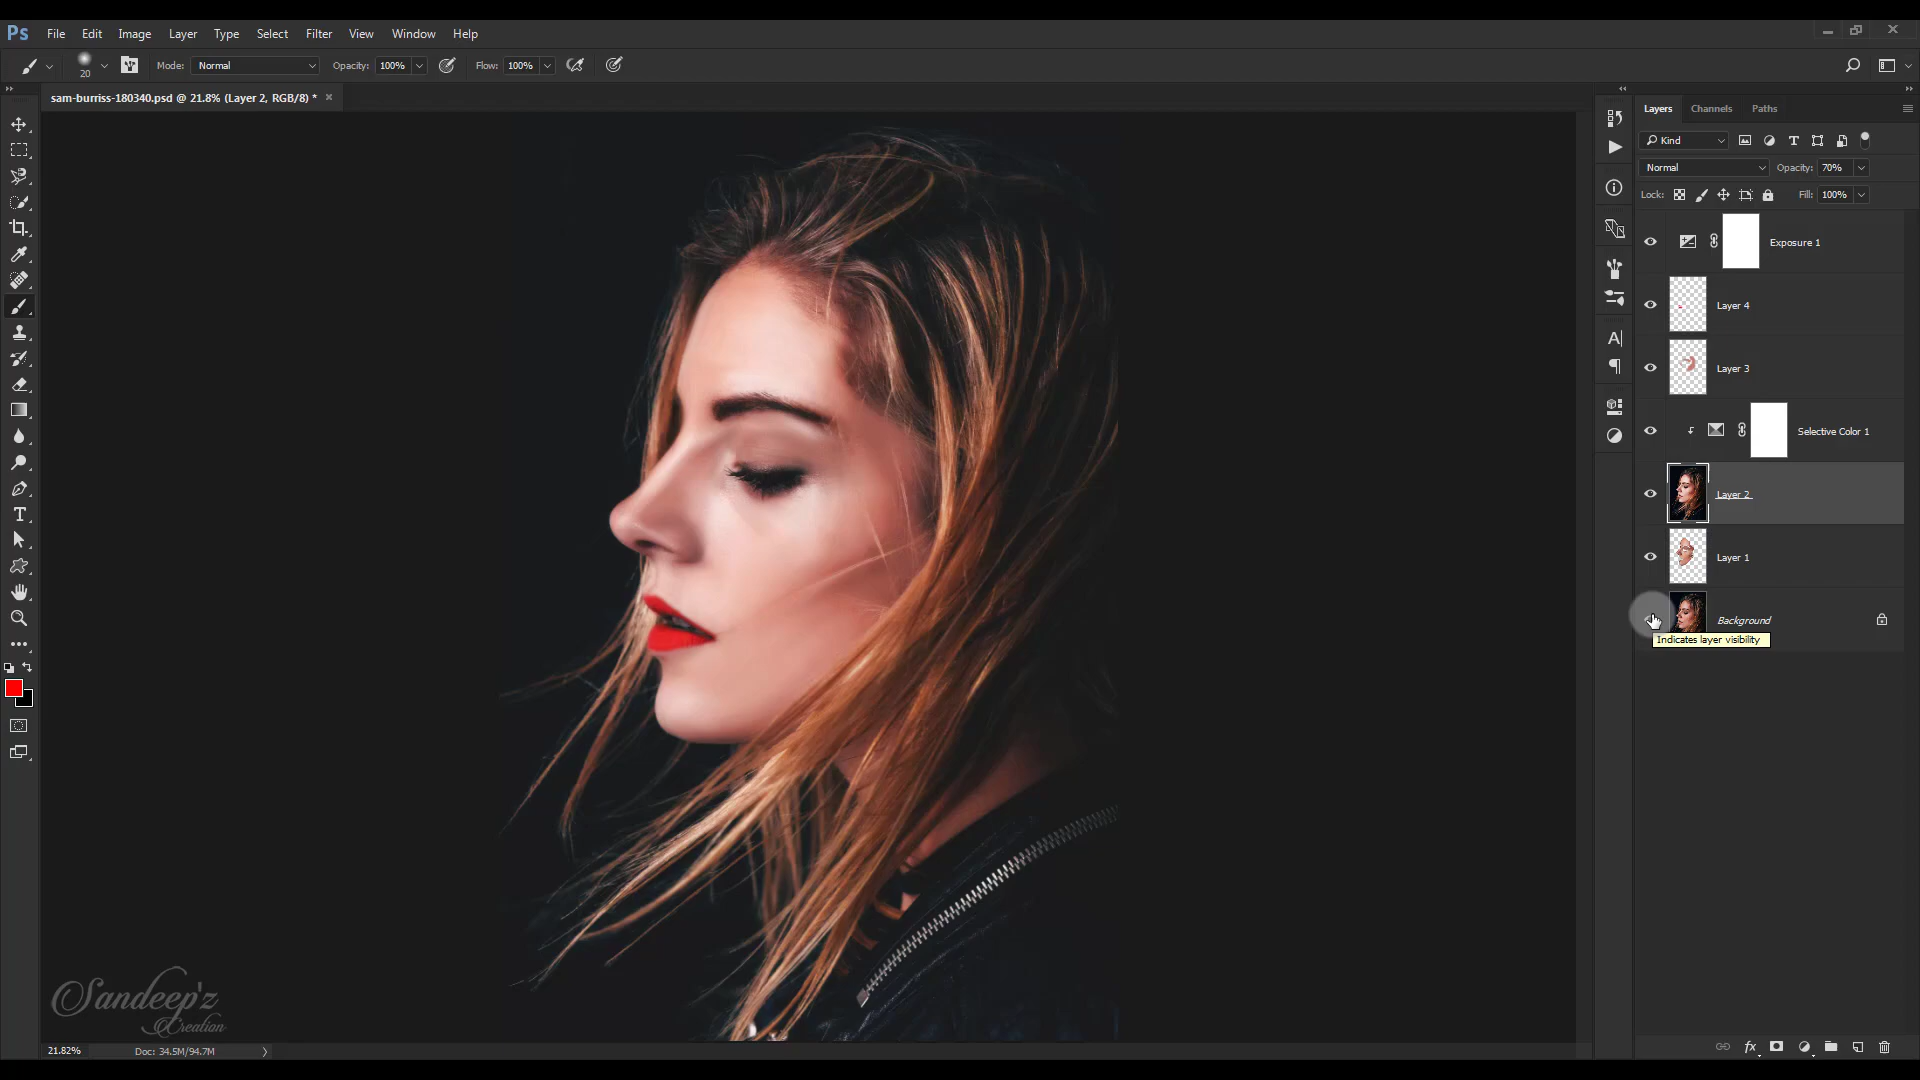 Ps File Edit Image Layer Type Select Filter View Window Help
20 Mode: Normal Opacity: 100% Flow: 100%
sam-burriss-180340.psd @ 21.8% (Layer 2, RGB/8) * ×
Layers Channels Paths
Kind
Normal Opacity: 70%
Lock: Fill: 100%
Exposure 1
Layer 4
Layer 3
Selective Color 1
Layer 2
Layer 1
Background
Indicates layer visibility
Sandeep'z
Creation
21.82% Doc: 34.5M/94.7M
fx